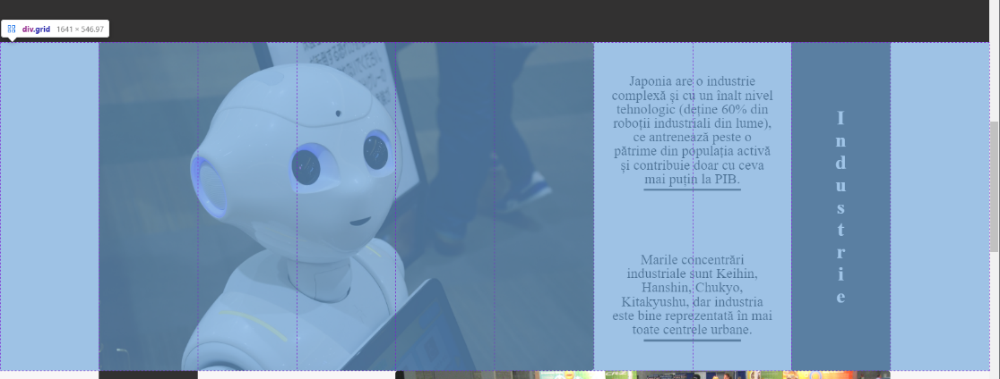 div.grid 1641 × 546.97
Japonia are o industrie
complexă și cu un înalt nivel
tehnologic (deține 60% din
roboții industriali din lume),
ce antrenează peste o
pătrime din populația activă
și contribuie doar cu ceva
mai puțin la PIB.
Marile concentrări
industriale sunt Keihin,
Hanshin, Chukyo,
Kitakyushu, dar industria
este bine reprezentată în mai
toate centrele urbane.
Industrie